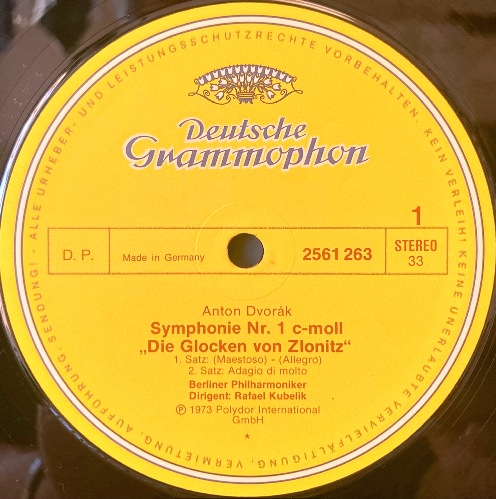 - ALLE URHEBER- UND LEISTUNGSSCHUTZRECHTE VORBEHALTEN. KEIN VERLEIH! KEINE UNERLAUBTE VERVIELFÄLTIGUNG, VERMIETUNG, AUFFÜHRUNG, SENDUNG!
Deutsche
Grammophon
1
D. P.
Made in Germany
2561 263
STEREO
33
Anton Dvorák
Symphonie Nr. 1 c-moll
„Die Glocken von Zlonitz“
1. Satz: (Maestoso) - (Allegro)
2. Satz: Adagio di molto
Berliner Philharmoniker
Dirigent: Rafael Kubelik
Ⓟ 1973 Polydor International
GmbH
*